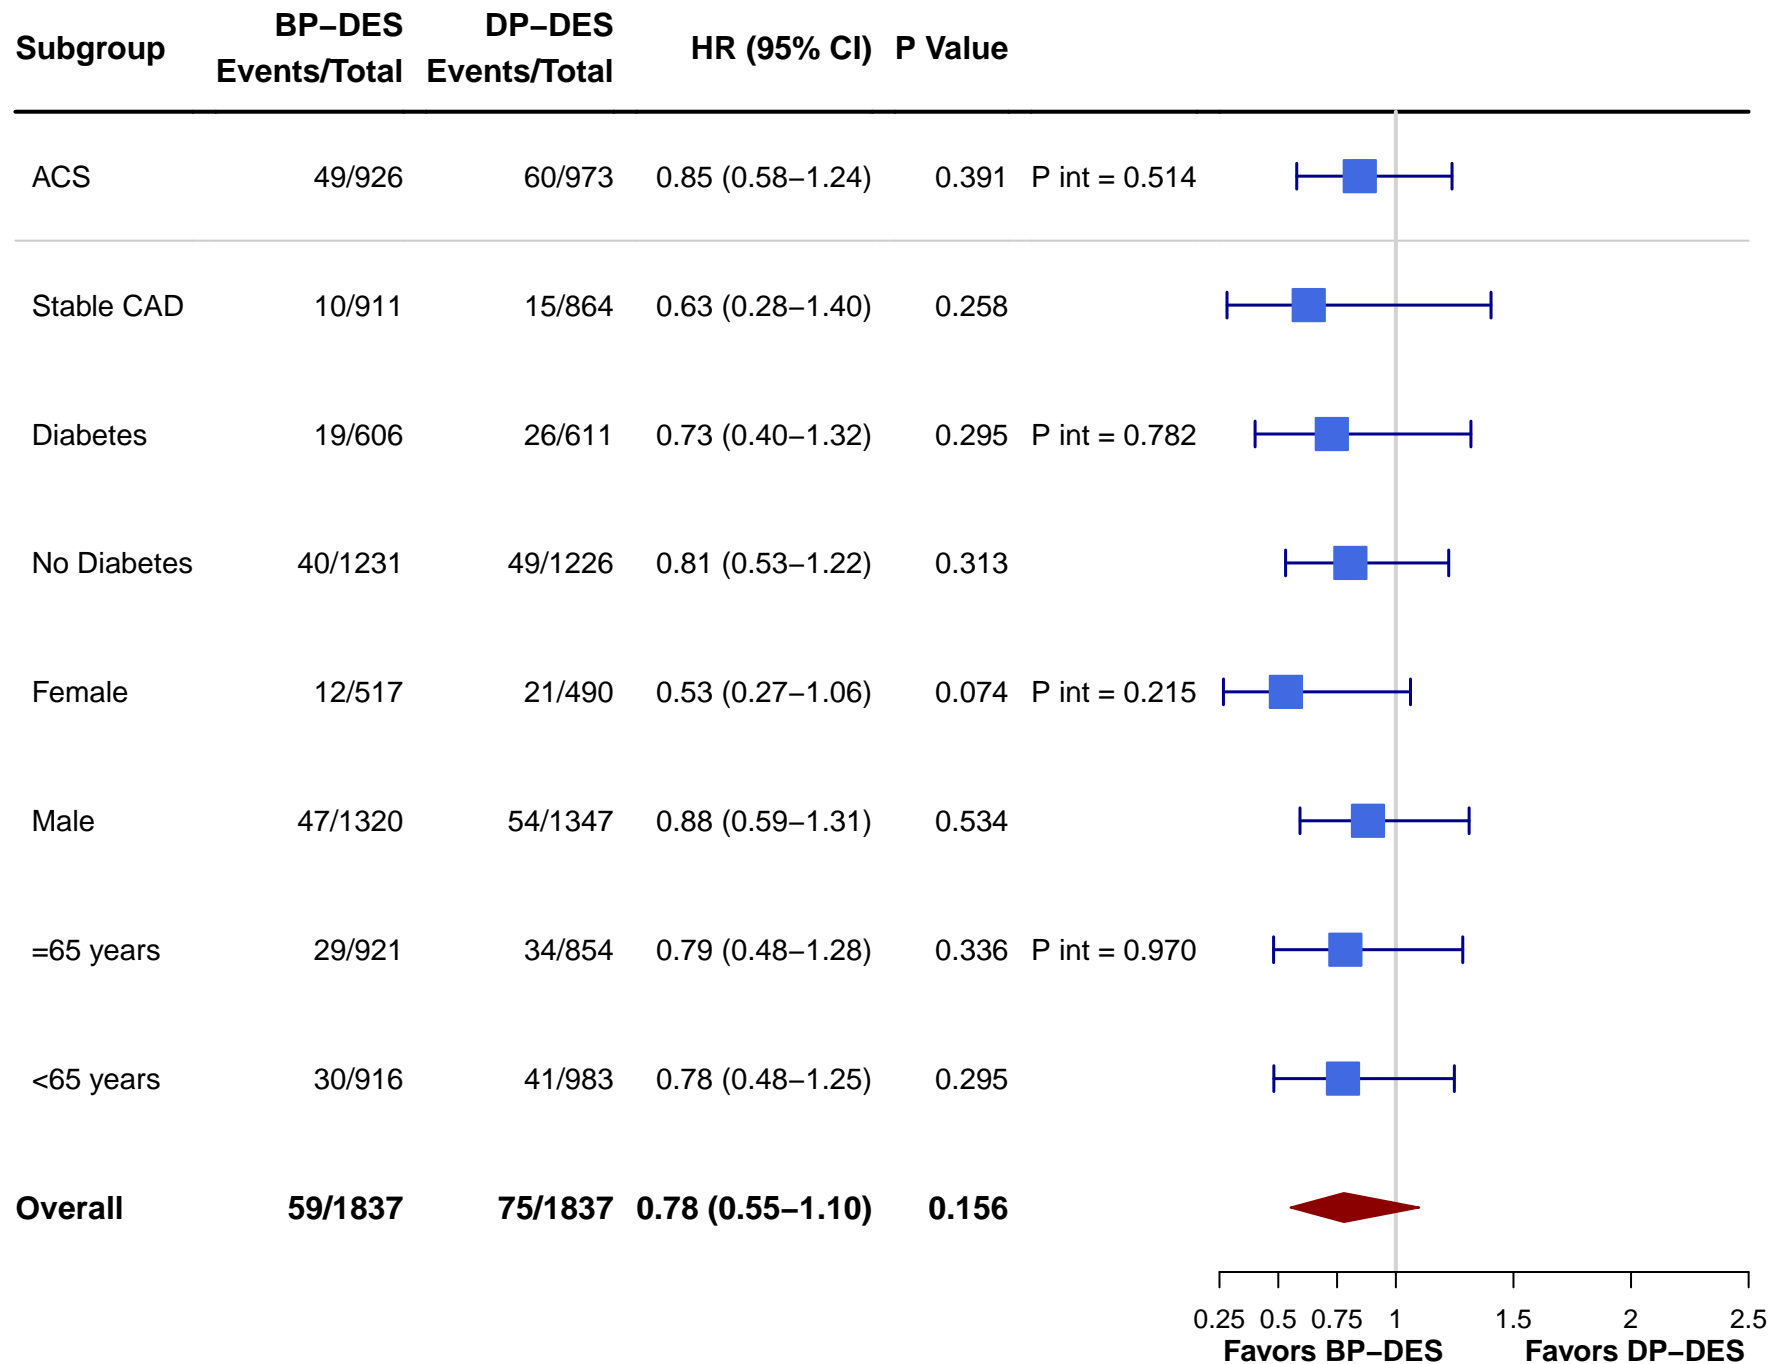 Subgroup BP−DES Events/Total DP−DES Events/Total HR (95% CI) P Value
ACS 49/926 60/973 0.85 (0.58−1.24) 0.391 P int = 0.514
Stable CAD 10/911 15/864 0.63 (0.28−1.40) 0.258
Diabetes 19/606 26/611 0.73 (0.40−1.32) 0.295 P int = 0.782
No Diabetes 40/1231 49/1226 0.81 (0.53−1.22) 0.313
Female 12/517 21/490 0.53 (0.27−1.06) 0.074 P int = 0.215
Male 47/1320 54/1347 0.88 (0.59−1.31) 0.534
=65 years 29/921 34/854 0.79 (0.48−1.28) 0.336 P int = 0.970
<65 years 30/916 41/983 0.78 (0.48−1.25) 0.295
Overall 59/1837 75/1837 0.78 (0.55−1.10) 0.156
0.25 0.5 0.75 1 1.5 2 2.5
Favors BP−DES Favors DP−DES